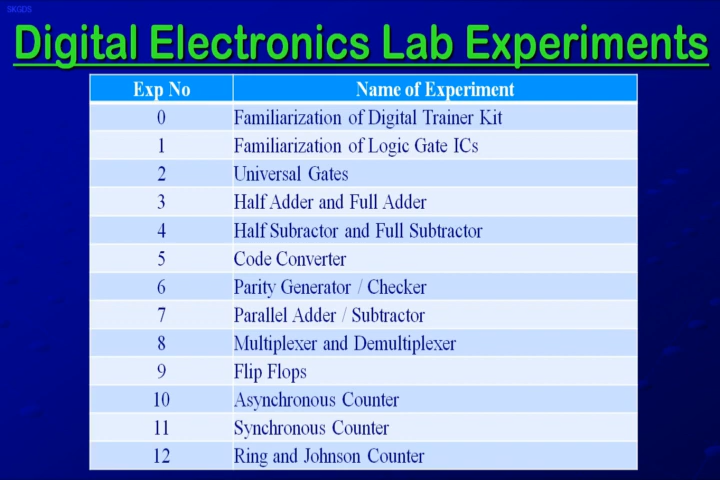 SKGDS
Digital Electronics Lab Experiments
Exp No Name of Experiment
0 Familiarization of Digital Trainer Kit
1 Familiarization of Logic Gate ICs
2 Universal Gates
3 Half Adder and Full Adder
4 Half Subractor and Full Subtractor
5 Code Converter
6 Parity Generator / Checker
7 Parallel Adder / Subtractor
8 Multiplexer and Demultiplexer
9 Flip Flops
10 Asynchronous Counter
11 Synchronous Counter
12 Ring and Johnson Counter